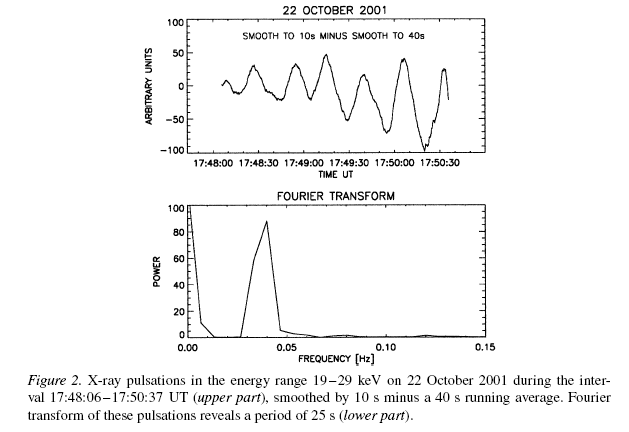 22 OCTOBER 2001
SMOOTH TO 10s MINUS SMOOTH TO 40s
100
50
0
−50
−100
ARBITRARY UNITS
17:48:00 17:48:30 17:49:00 17:49:30 17:50:00 17:50:30
TIME UT
FOURIER TRANSFORM
100
80
60
40
20
0
POWER
0.00 0.05 0.10 0.15
FREQUENCY [Hz]
Figure 2. X-ray pulsations in the energy range 19–29 keV on 22 October 2001 during the inter-
val 17:48:06–17:50:37 UT (upper part), smoothed by 10 s minus a 40 s running average. Fourier
transform of these pulsations reveals a period of 25 s (lower part).